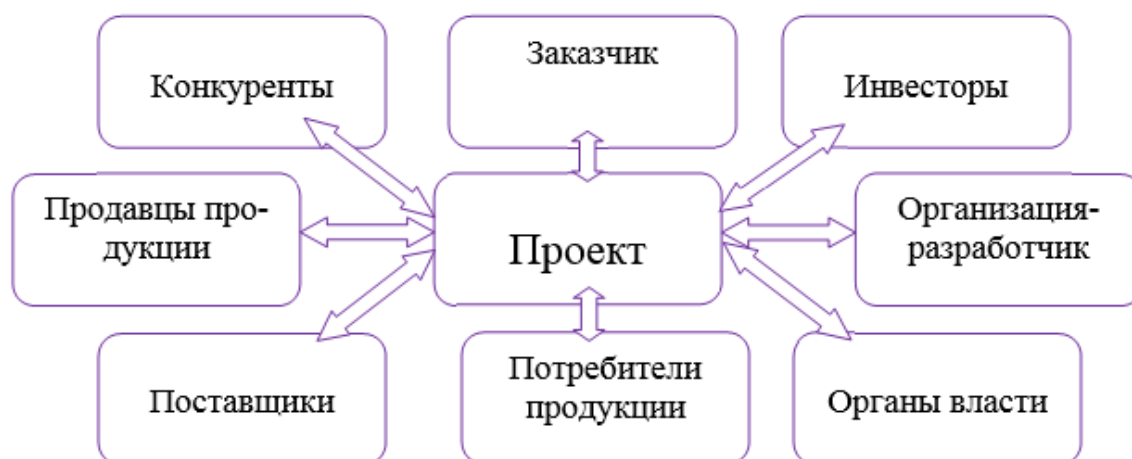 Конкуренты
Заказчик
Инвесторы
Продавцы про-
дукции
Проект
Организация-
разработчик
Поставщики
Потребители
продукции
Органы власти